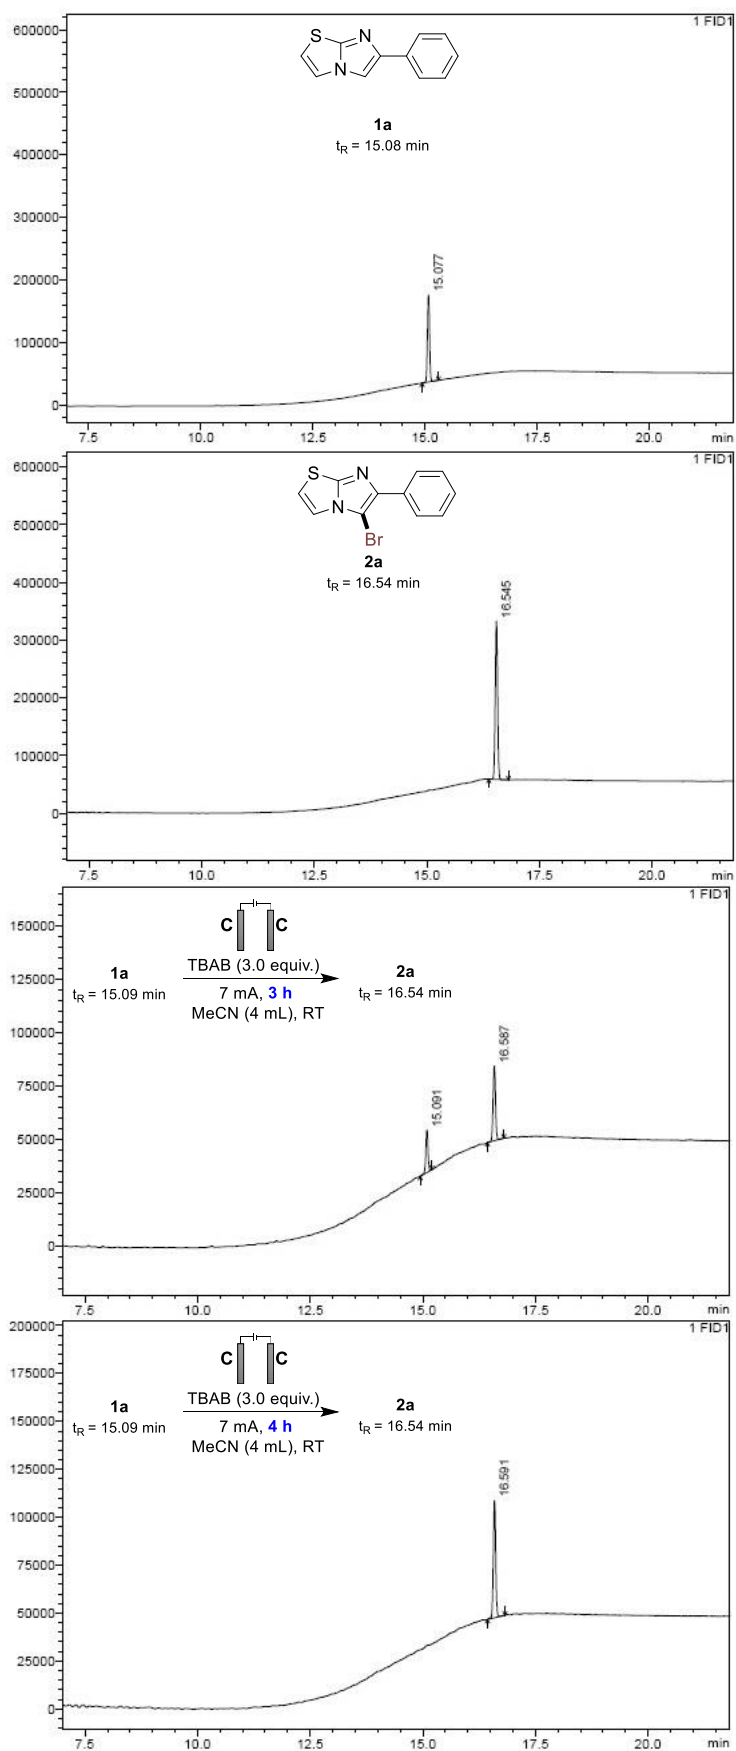 1 FID1
600000
500000
400000
300000
200000
100000
0
S
N
N
1a
tR = 15.08 min
15.077
7.5 10.0 12.5 15.0 17.5 20.0 min
1 FID1
600000
500000
400000
300000
200000
100000
0
S
N
N
Br
2a
tR = 16.54 min
16.545
7.5 10.0 12.5 15.0 17.5 20.0 min
1 FID1
150000
125000
100000
75000
50000
25000
0
C C
1a
tR = 15.09 min
TBAB (3.0 equiv.)
7 mA, 3 h
MeCN (4 mL), RT
2a
tR = 16.54 min
15.091
16.587
7.5 10.0 12.5 15.0 17.5 20.0 min
1 FID1
200000
175000
150000
125000
100000
75000
50000
25000
0
C C
1a
tR = 15.09 min
TBAB (3.0 equiv.)
7 mA, 4 h
MeCN (4 mL), RT
2a
tR = 16.54 min
16.591
7.5 10.0 12.5 15.0 17.5 20.0 min